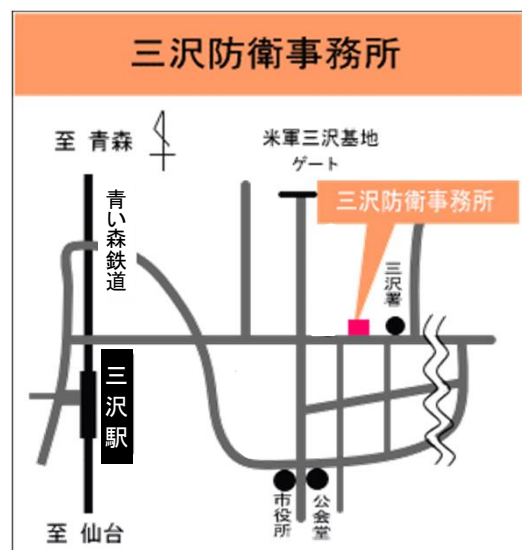 三沢防衛事務所
至 青森
米軍三沢基地
ゲート
青い森鉄道
三沢防衛事務所
三沢署
三沢駅
市役所
公会堂
至 仙台